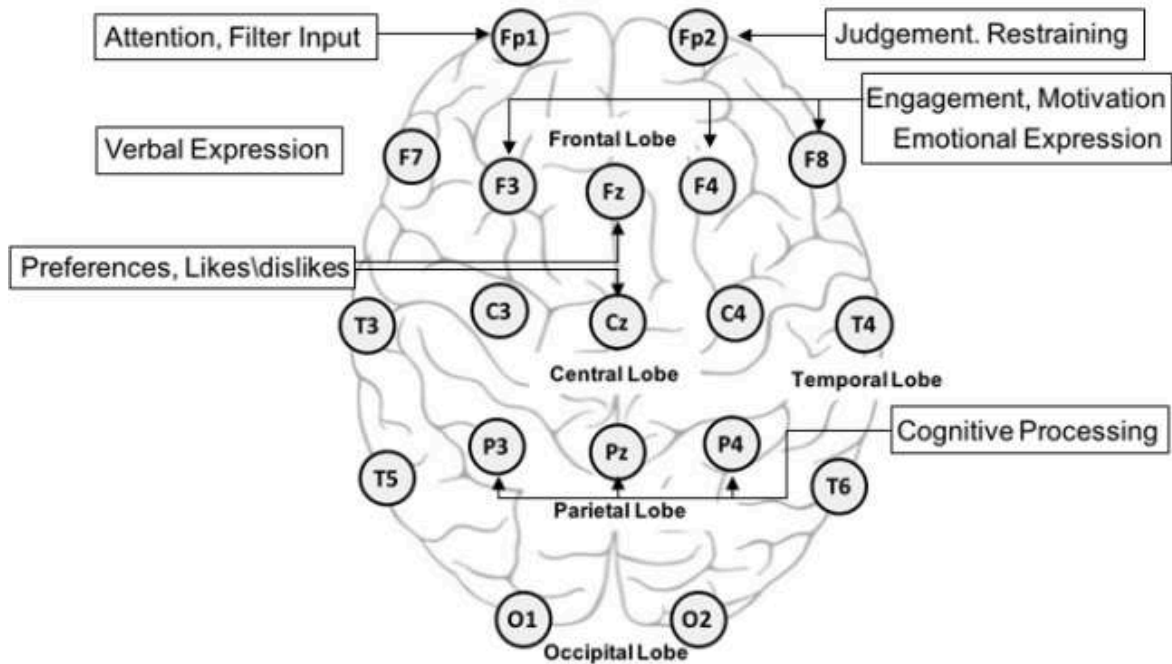 Attention, Filter Input
Fp1
Fp2
Judgement. Restraining
Engagement, Motivation
Emotional Expression
Verbal Expression
Frontal Lobe
F7
F3
Fz
F4
F8
Preferences, Likes\dislikes
T3
C3
Cz
C4
T4
Central Lobe
Temporal Lobe
Cognitive Processing
P3
Pz
P4
T5
T6
Parietal Lobe
O1
O2
Occipital Lobe